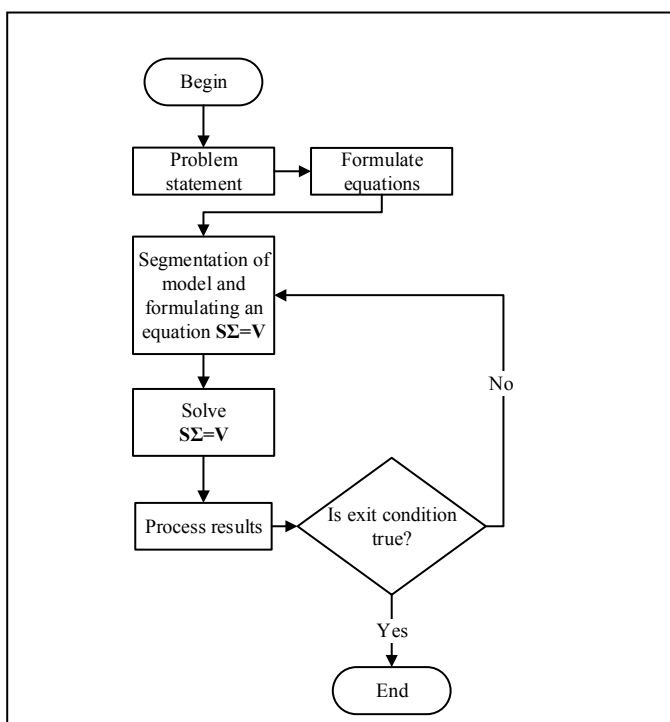 Begin
Problem
statement
Formulate
equations
Segmentation of
model and
formulating an
equation SΣ=V
No
Solve
SΣ=V
Process results
Is exit condition
true?
Yes
End